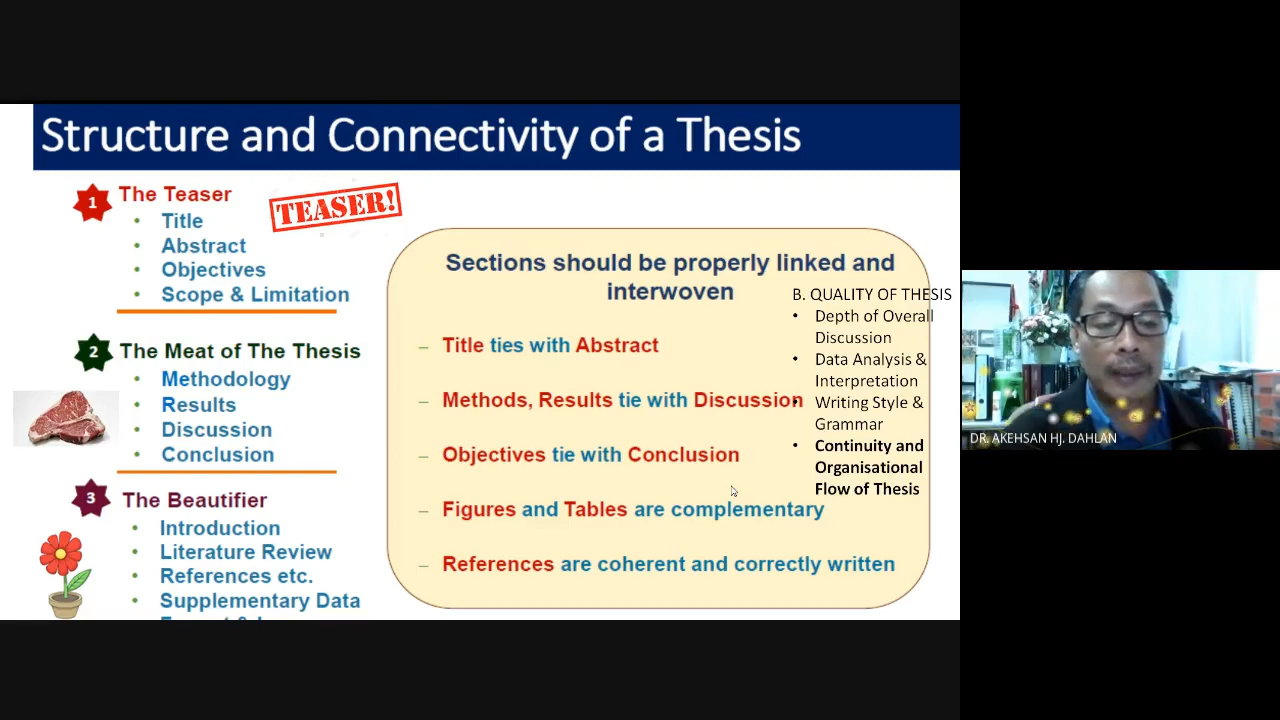 Structure and Connectivity of a Thesis
1
The Teaser
TEASER!
• Title
• Abstract
• Objectives
• Scope & Limitation
2
The Meat of The Thesis
• Methodology
• Results
• Discussion
• Conclusion
3
The Beautifier
• Introduction
• Literature Review
• References etc.
• Supplementary Data
Sections should be properly linked and
interwoven
– Title ties with Abstract
– Methods, Results tie with Discussion
– Objectives tie with Conclusion
– Figures and Tables are complementary
– References are coherent and correctly written
B. QUALITY OF THESIS
• Depth of Overall
Discussion
• Data Analysis &
Interpretation
• Writing Style &
Grammar
• Continuity and
Organisational
Flow of Thesis
DR. AKEHSAN HJ. DAHLAN